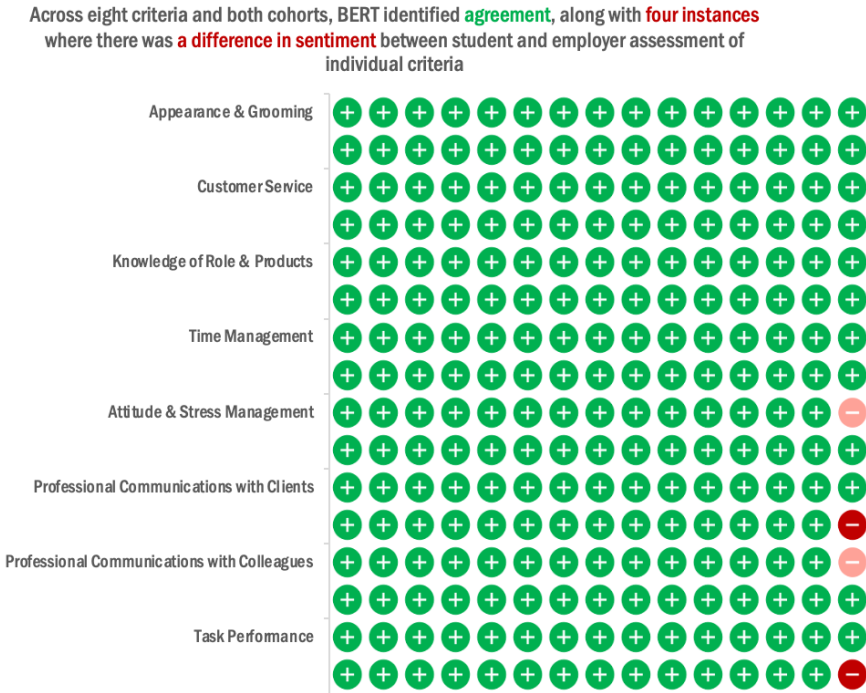 Across eight criteria and both cohorts, BERT identified agreement, along with four instances
where there was a difference in sentiment between student and employer assessment of
individual criteria
Appearance & Grooming
Customer Service
Knowledge of Role & Products
Time Management
Attitude & Stress Management
Professional Communications with Clients
Professional Communications with Colleagues
Task Performance